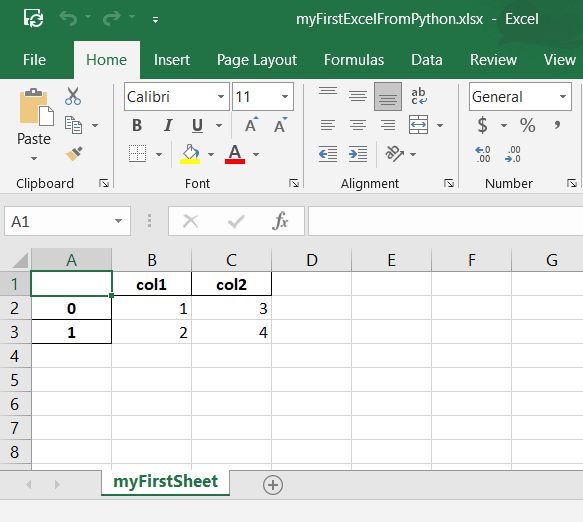 myFirstExcelFromPython.xlsx - Excel
File Home Insert Page Layout Formulas Data Review View
Calibri 11 ab General
Paste B I U A A c $ % ,
A .00 .0 .00
Clipboard Font Alignment Number
A1 fx
A B C D E F G
1 col1 col2
2 0 1 3
3 1 2 4
4
5
6
7
8
myFirstSheet